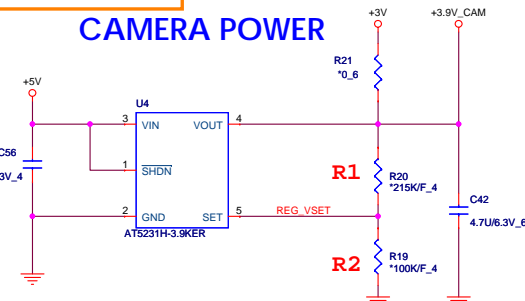 CAMERA POWER
+3V
+3.9V_CAM
R21
*0_6
+5V
U4
3
VIN
VOUT
4
C56
3V_4
1
SHDN
R1
R20
*215K/F_4
2
GND
SET
5
REG_VSET
C42
4.7U/6.3V_6
AT5231H-3.9KER
R2
R19
*100K/F_4